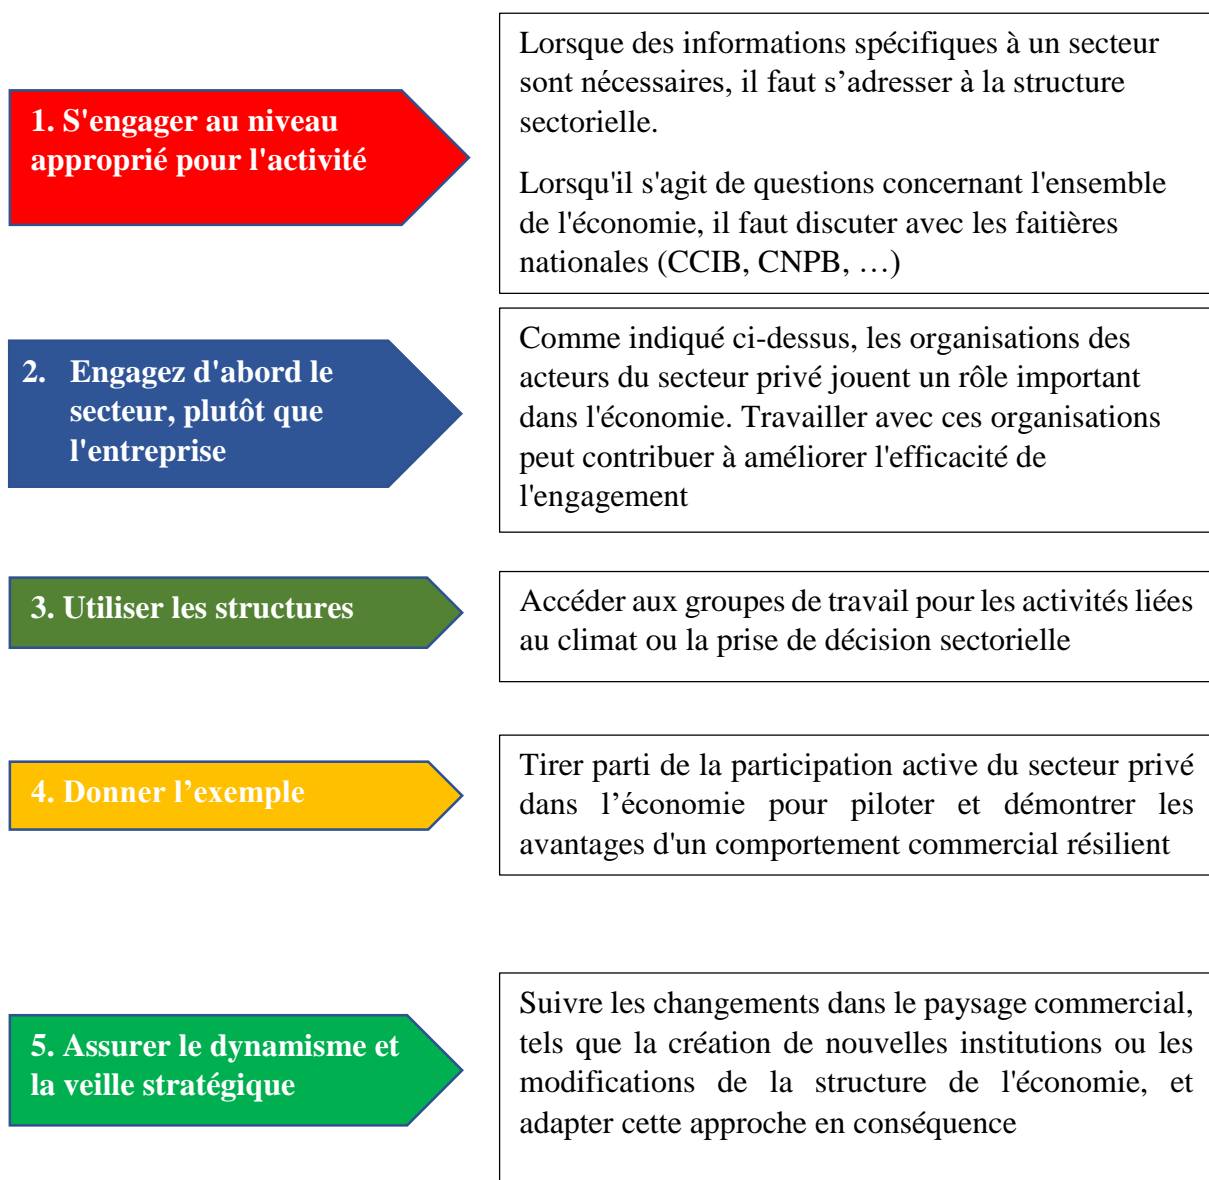 1. S'engager au niveau
approprié pour l'activité
Lorsque des informations spécifiques à un secteur
sont nécessaires, il faut s’adresser à la structure
sectorielle.
Lorsqu'il s'agit de questions concernant l'ensemble
de l'économie, il faut discuter avec les faitières
nationales (CCIB, CNPB, …)
2. Engagez d'abord le
secteur, plutôt que
l'entreprise
Comme indiqué ci-dessus, les organisations des
acteurs du secteur privé jouent un rôle important
dans l'économie. Travailler avec ces organisations
peut contribuer à améliorer l'efficacité de
l'engagement
3. Utiliser les structures
Accéder aux groupes de travail pour les activités liées
au climat ou la prise de décision sectorielle
4. Donner l’exemple
Tirer parti de la participation active du secteur privé
dans l’économie pour piloter et démontrer les
avantages d'un comportement commercial résilient
5. Assurer le dynamisme et
la veille stratégique
Suivre les changements dans le paysage commercial,
tels que la création de nouvelles institutions ou les
modifications de la structure de l'économie, et
adapter cette approche en conséquence